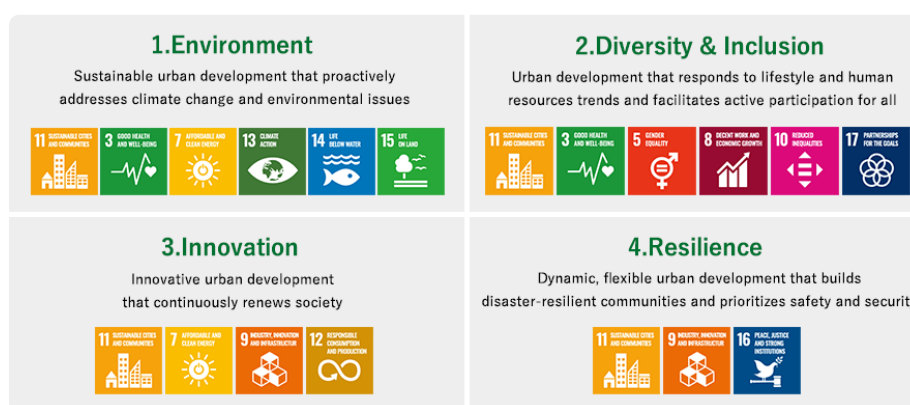 1.Environment
Sustainable urban development that proactively
addresses climate change and environmental issues
11 SUSTAINABLE CITIES
AND COMMUNITIES
3 GOOD HEALTH
AND WELL-BEING
7 AFFORDABLE AND
CLEAN ENERGY
13 CLIMATE
ACTION
14 LIFE
BELOW WATER
15 LIFE
ON LAND
2.Diversity & Inclusion
Urban development that responds to lifestyle and human
resources trends and facilitates active participation for all
11 SUSTAINABLE CITIES
AND COMMUNITIES
3 GOOD HEALTH
AND WELL-BEING
5 GENDER
EQUALITY
8 DECENT WORK AND
ECONOMIC GROWTH
10 REDUCED
INEQUALITIES
17 PARTNERSHIPS
FOR THE GOALS
3.Innovation
Innovative urban development
that continuously renews society
11 SUSTAINABLE CITIES
AND COMMUNITIES
7 AFFORDABLE AND
CLEAN ENERGY
9 INDUSTRY, INNOVATION
AND INFRASTRUCTUR
12 RESPONSIBLE
CONSUMPTION
AND PRODUCTION
4.Resilience
Dynamic, flexible urban development that builds
disaster-resilient communities and prioritizes safety and securit
11 SUSTAINABLE CITIES
AND COMMUNITIES
9 INDUSTRY, INNOVATION
AND INFRASTRUCTUR
16 PEACE, JUSTICE
AND STRONG
INSTITUTIONS